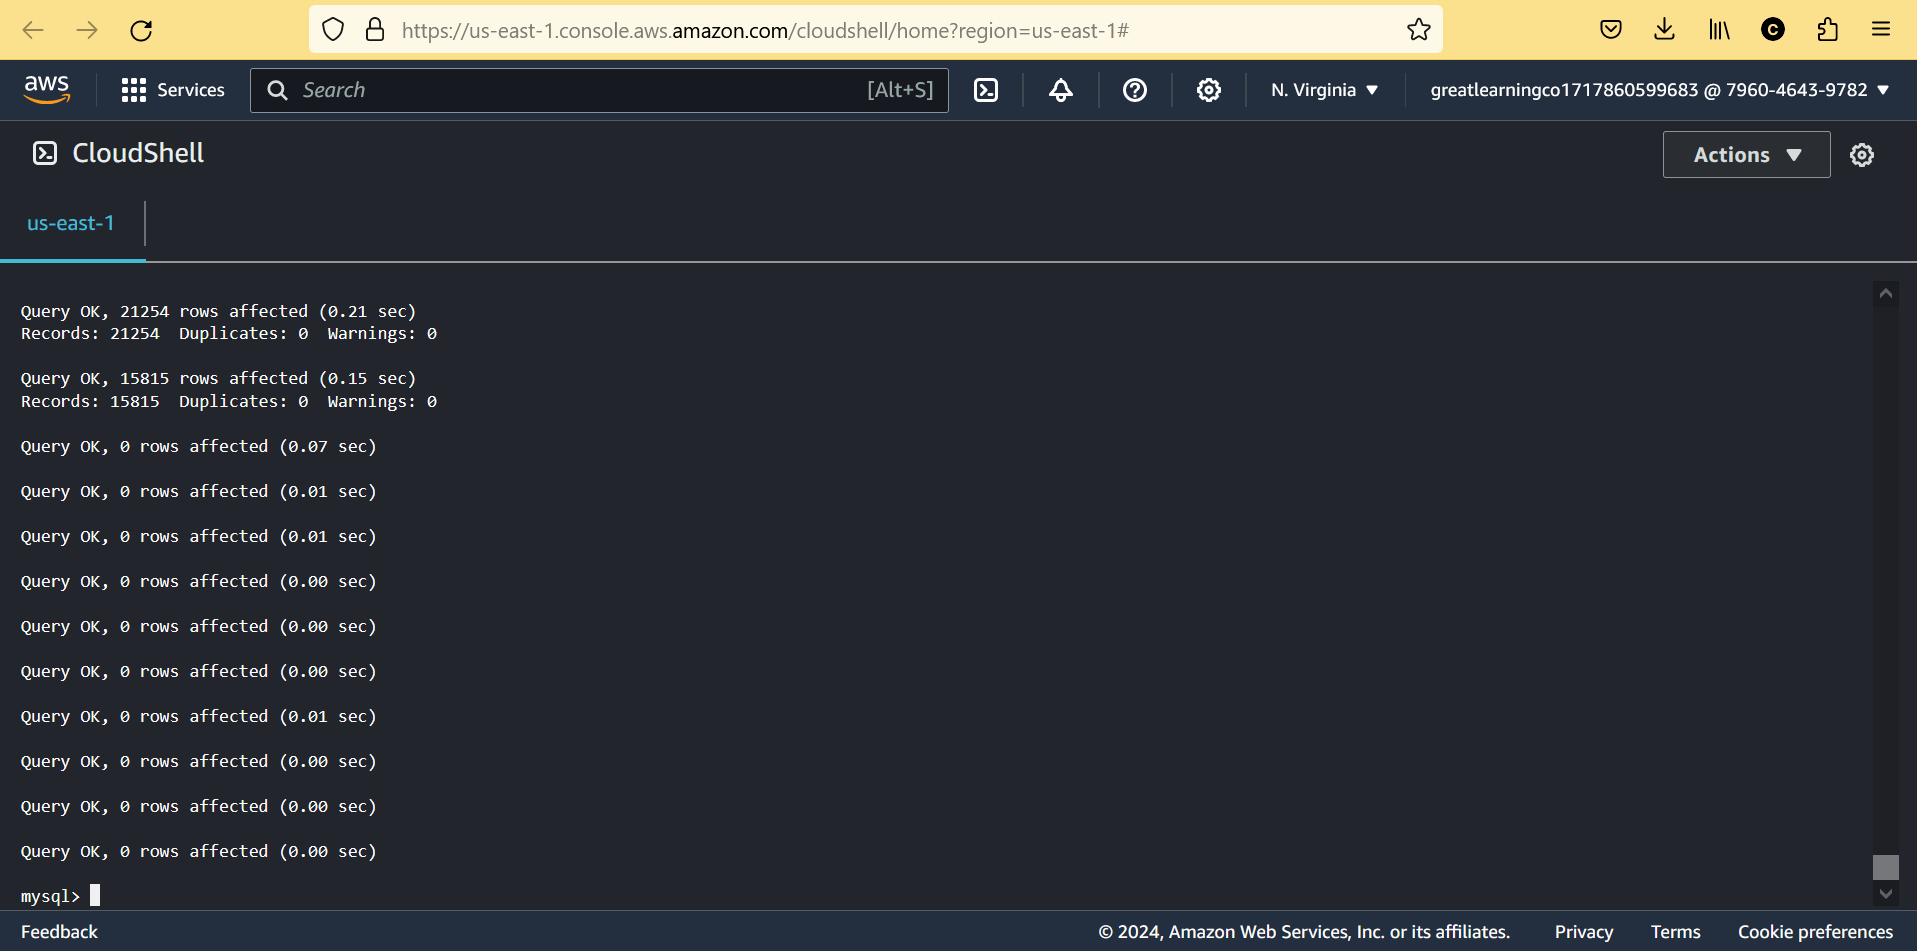 https://us-east-1.console.aws.amazon.com/cloudshell/home?region=us-east-1#
C
aws
Services
Search
[Alt+S]
N. Virginia
greatlearningco1717860599683 @ 7960-4643-9782
CloudShell
Actions
us-east-1
Query OK, 21254 rows affected (0.21 sec)
Records: 21254  Duplicates: 0  Warnings: 0
Query OK, 15815 rows affected (0.15 sec)
Records: 15815  Duplicates: 0  Warnings: 0
Query OK, 0 rows affected (0.07 sec)
Query OK, 0 rows affected (0.01 sec)
Query OK, 0 rows affected (0.01 sec)
Query OK, 0 rows affected (0.00 sec)
Query OK, 0 rows affected (0.00 sec)
Query OK, 0 rows affected (0.00 sec)
Query OK, 0 rows affected (0.01 sec)
Query OK, 0 rows affected (0.00 sec)
Query OK, 0 rows affected (0.00 sec)
Query OK, 0 rows affected (0.00 sec)
mysql>
Feedback
© 2024, Amazon Web Services, Inc. or its affiliates.
Privacy
Terms
Cookie preferences